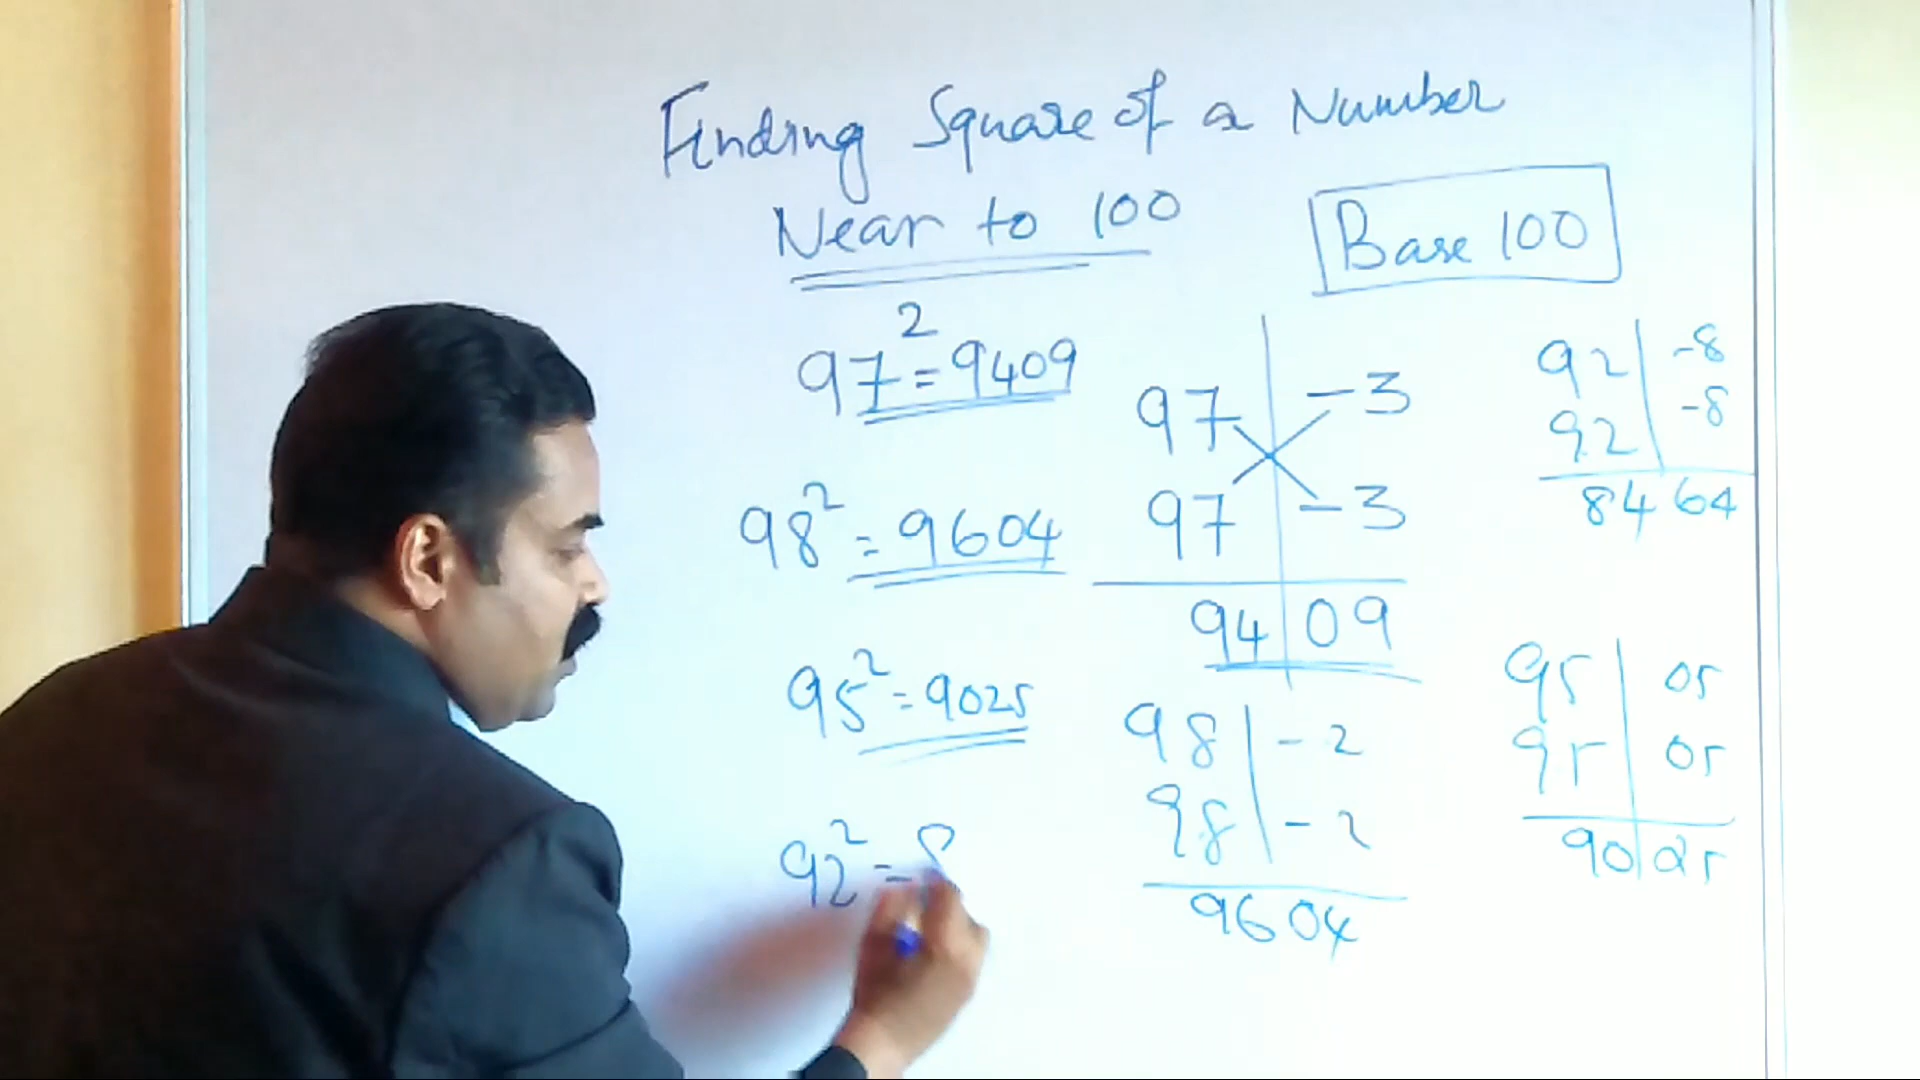 Finding Square of a Number
Near to 100
Base 100
97² = 9409
98² = 9604
95² = 9025
92² = 8
97 | -3
97 | -3
94 | 09
98 | -2
98 | -2
9604
92 | -8
92 | -8
84 64
95 | 05
95 | 05
90 | 25